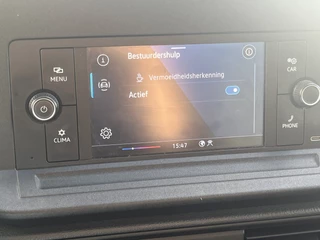 Bestuurdershulp
MENU
CAR
Vermoeidheidsherkenning
Actief
CLIMA
PHONE
15:47